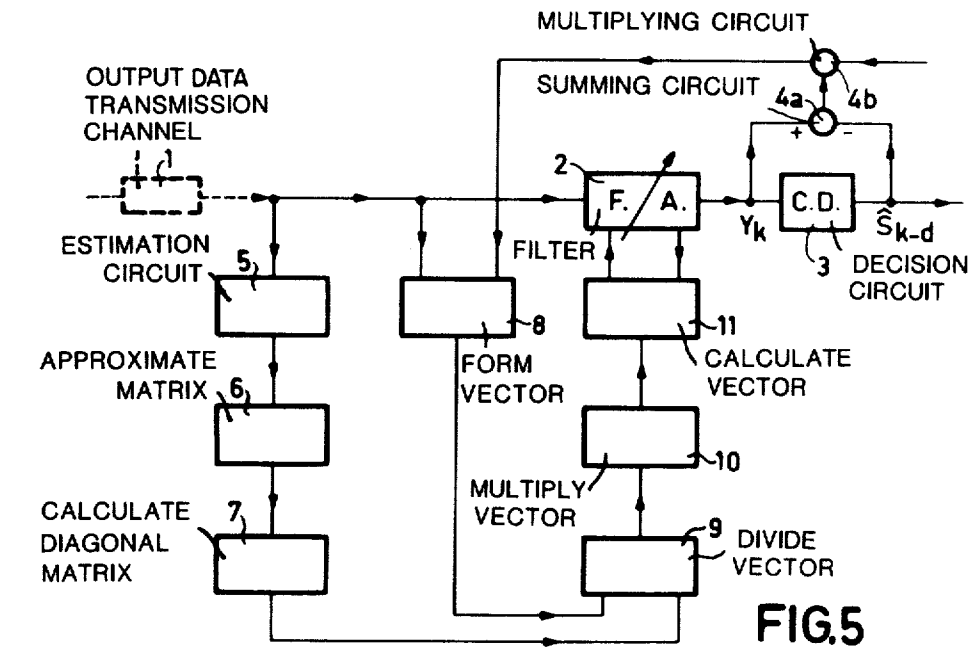 MULTIPLYING CIRCUIT
OUTPUT DATA
TRANSMISSION
CHANNEL
SUMMING CIRCUIT
4a
4b
+
-
1
2
F. A.
C.D.
Yk
Ŝk-d
FILTER
3
DECISION
CIRCUIT
ESTIMATION
CIRCUIT
5
8
11
FORM
VECTOR
CALCULATE
VECTOR
APPROXIMATE
MATRIX
6
10
MULTIPLY
VECTOR
CALCULATE
DIAGONAL
MATRIX
7
9
DIVIDE
VECTOR
FIG.5